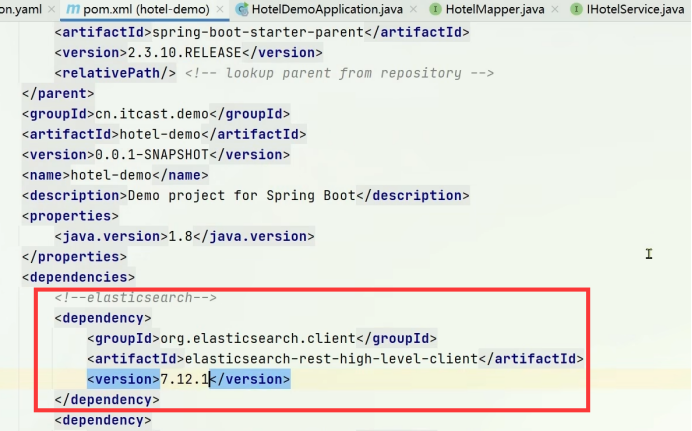 on.yaml × pom.xml (hotel-demo) × HotelDemoApplication.java × HotelMapper.java × IHotelService.java
<artifactId>spring-boot-starter-parent</artifactId>
<version>2.3.10.RELEASE</version>
<relativePath/> <!-- lookup parent from repository -->
</parent>
<groupId>cn.itcast.demo</groupId>
<artifactId>hotel-demo</artifactId>
<version>0.0.1-SNAPSHOT</version>
<name>hotel-demo</name>
<description>Demo project for Spring Boot</description>
<properties>
<java.version>1.8</java.version>
</properties>
<dependencies>
<!--elasticsearch-->
<dependency>
<groupId>org.elasticsearch.client</groupId>
<artifactId>elasticsearch-rest-high-level-client</artifactId>
<version>7.12.1</version>
</dependency>
<dependency>